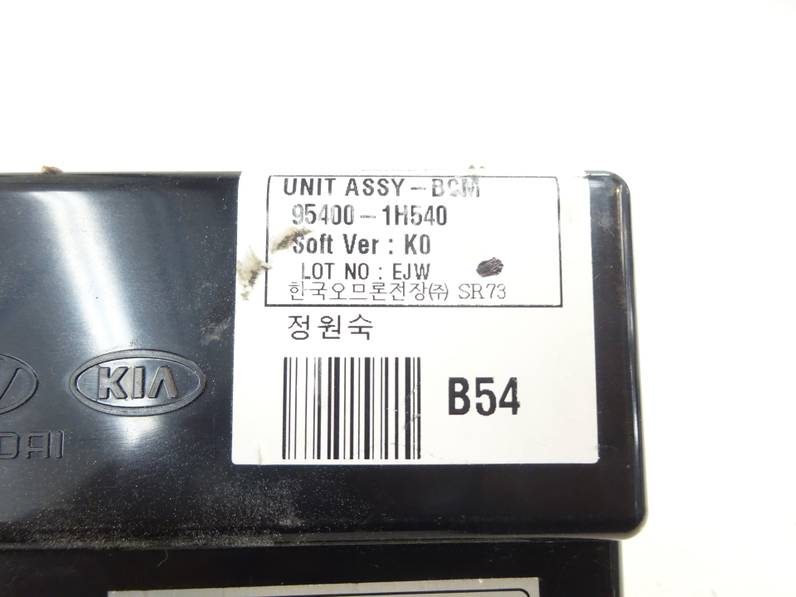 UNIT ASSY-BCM
95400-1H540
Soft Ver : K0
LOT NO : EJW
한국오므론전장㈜ SR73
정원숙
B54
KIA
DAI